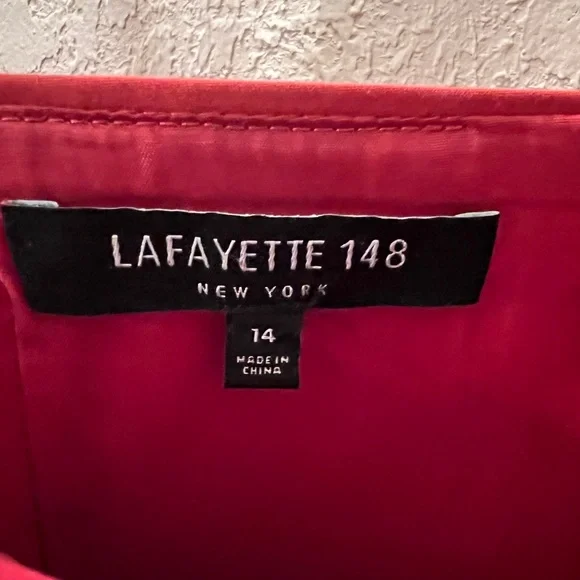 LAFAYETTE 148
NEW YORK
14
MADE IN
CHINA